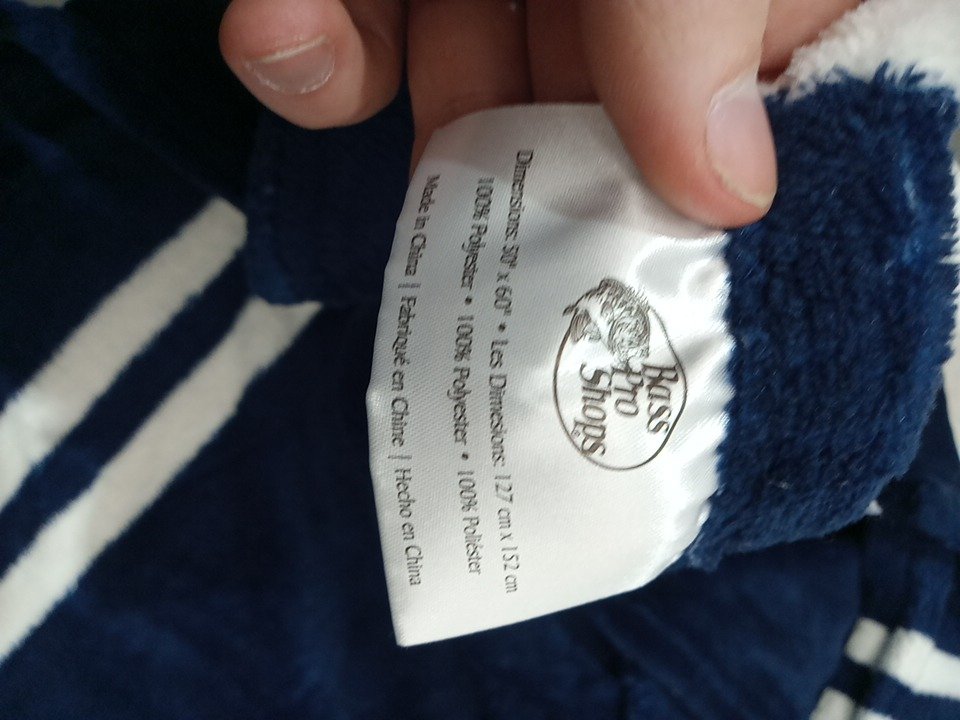 Bass
Pro
Shops
Dimensions: 50" x 60" • Les Dimensions: 127 cm x 152 cm
100% Polyester • 100% Polyester • 100% Poliéster
Made in China | Fabriqué en Chine | Hecho en China